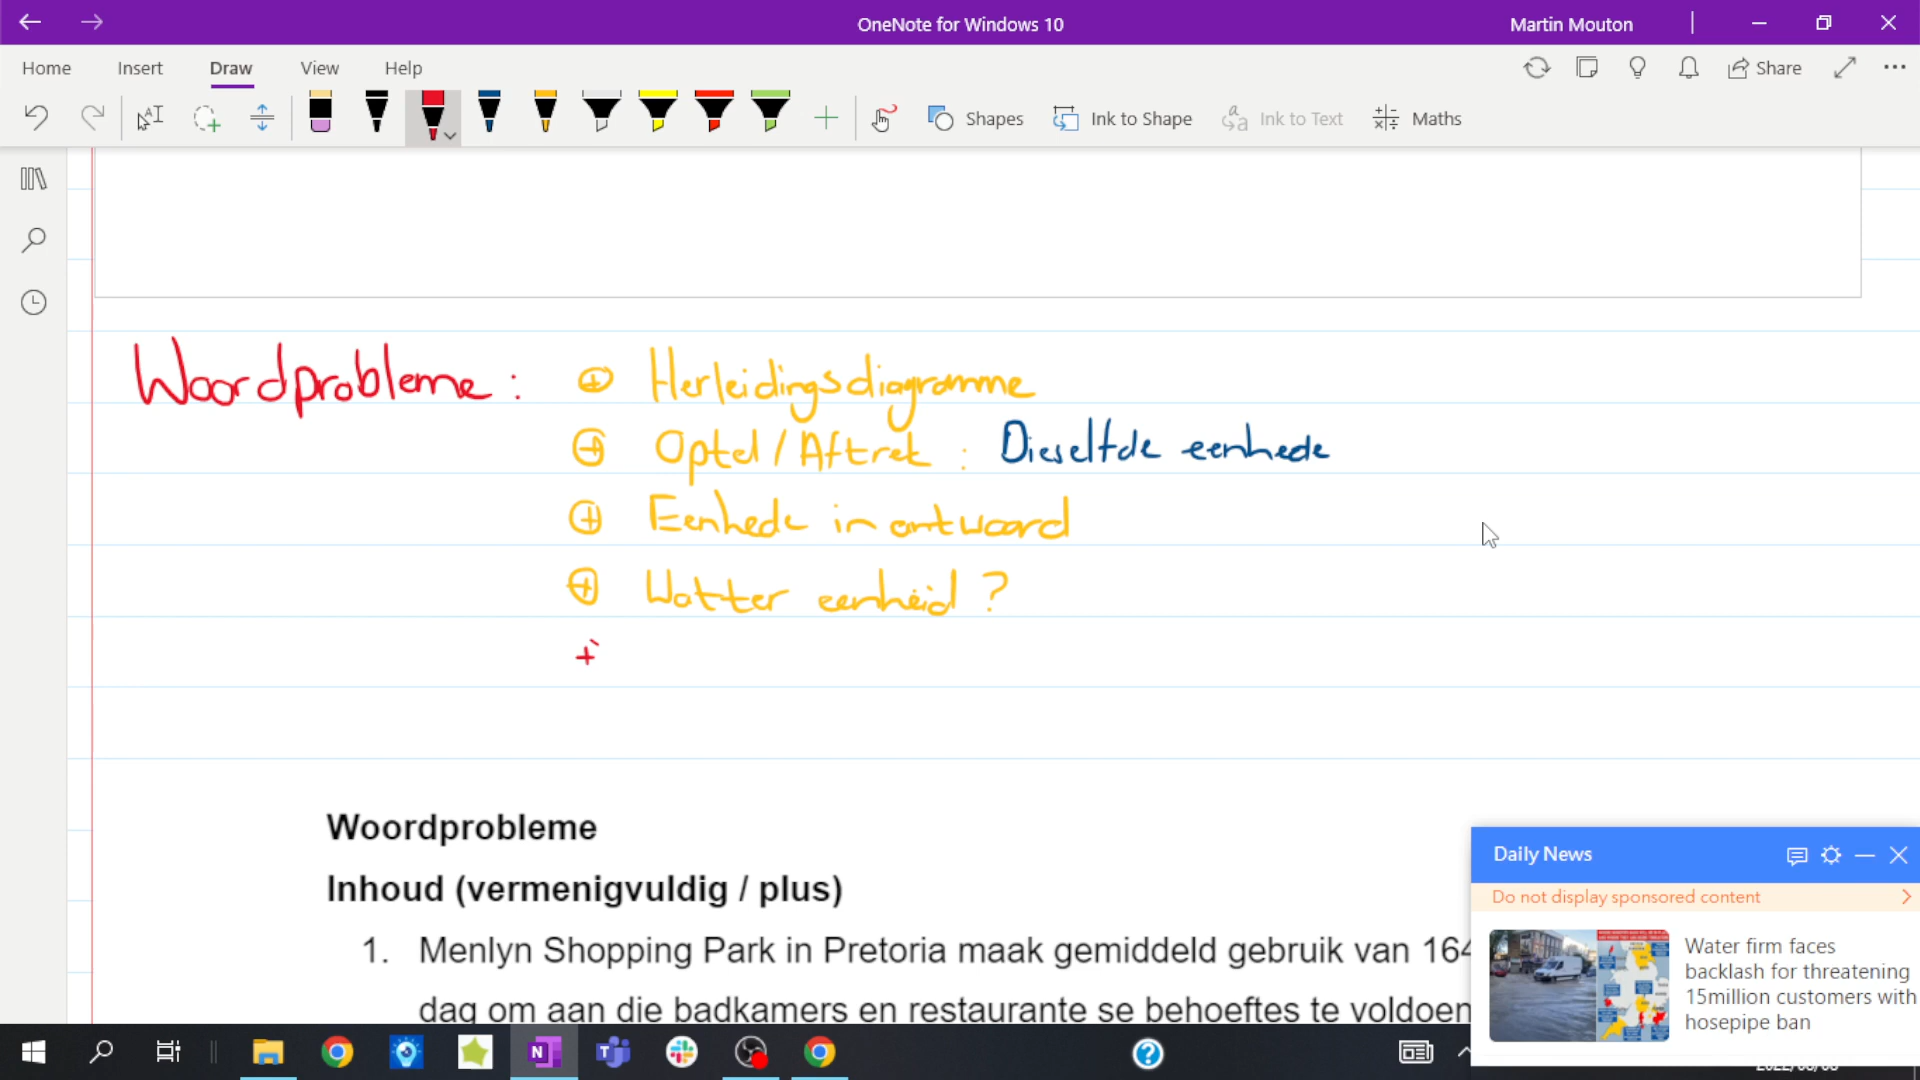 OneNote for Windows 10
Martin Mouton
Home Insert Draw View Help
Share
Shapes Ink to Shape Ink to Text Maths
Woordprobleme : + Herleidingsdiagramme
+ Optel / Aftrek : Dieselfde eenhede
+ Eenhede in antwoord
+ Watter eenheid ?
+
Woordprobleme
Inhoud (vermenigvuldig / plus)
1. Menlyn Shopping Park in Pretoria maak gemiddeld gebruik van 164
dag om aan die badkamers en restaurante se behoeftes te voldoen
Daily News
Do not display sponsored content
Water firm faces
backlash for threatening
15million customers with
hosepipe ban